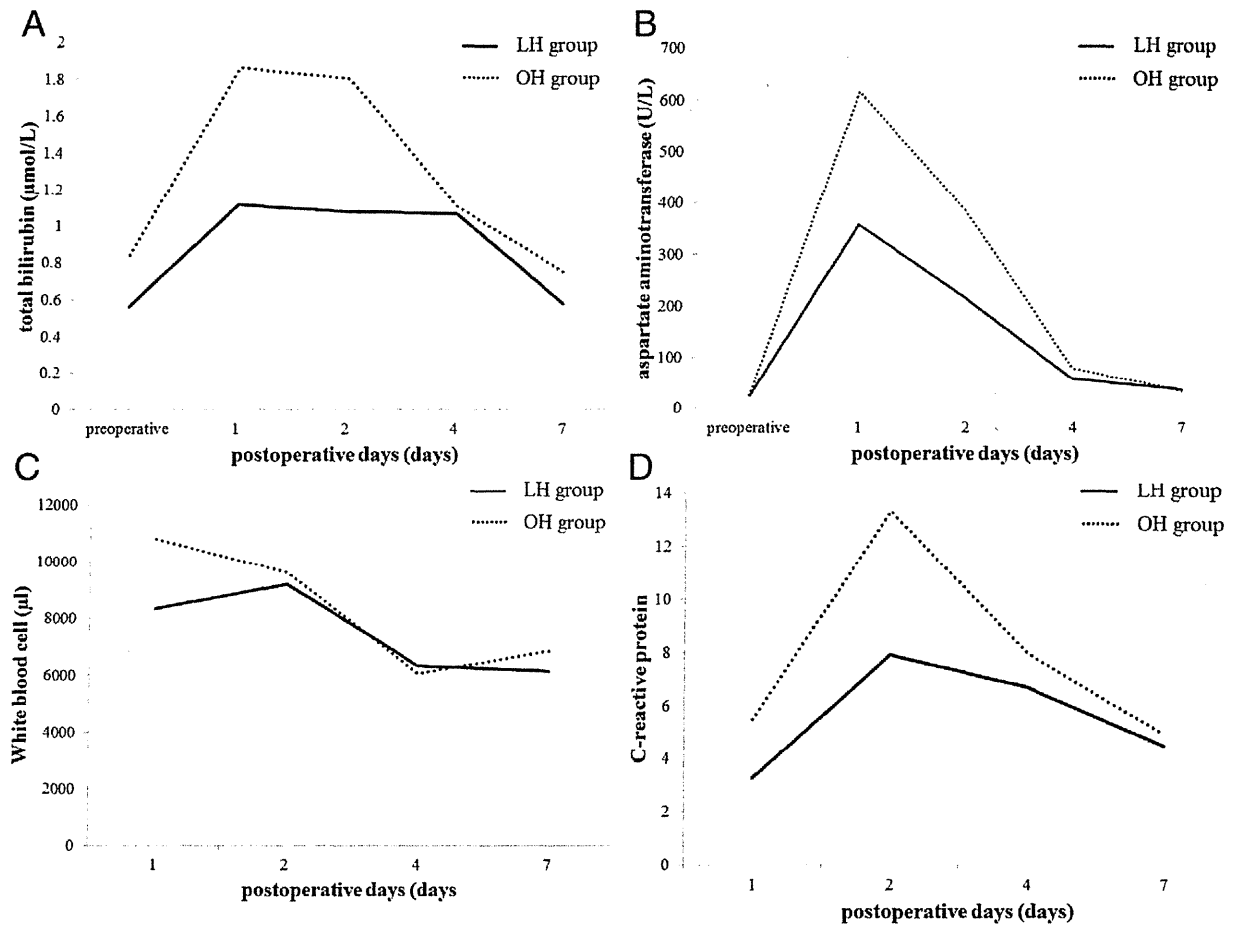 A
2
1.8
1.6
1.4
1.2
1
0.8
0.6
0.4
0.2
0
total bilirubin (µmol/L)
LH group
OH group
preoperative 1 2 4 7
postoperative days (days)
B
700
600
500
400
300
200
100
0
aspartate aminotransferase (U/L)
LH group
OH group
preoperative 1 2 4 7
postoperative days (days)
C
12000
10000
8000
6000
4000
2000
0
White blood cell (µl)
LH group
OH group
1 2 4 7
postoperative days (days
D
14
12
10
8
6
4
2
0
C-reactive protein
LH group
OH group
1 2 4 7
postoperative days (days)